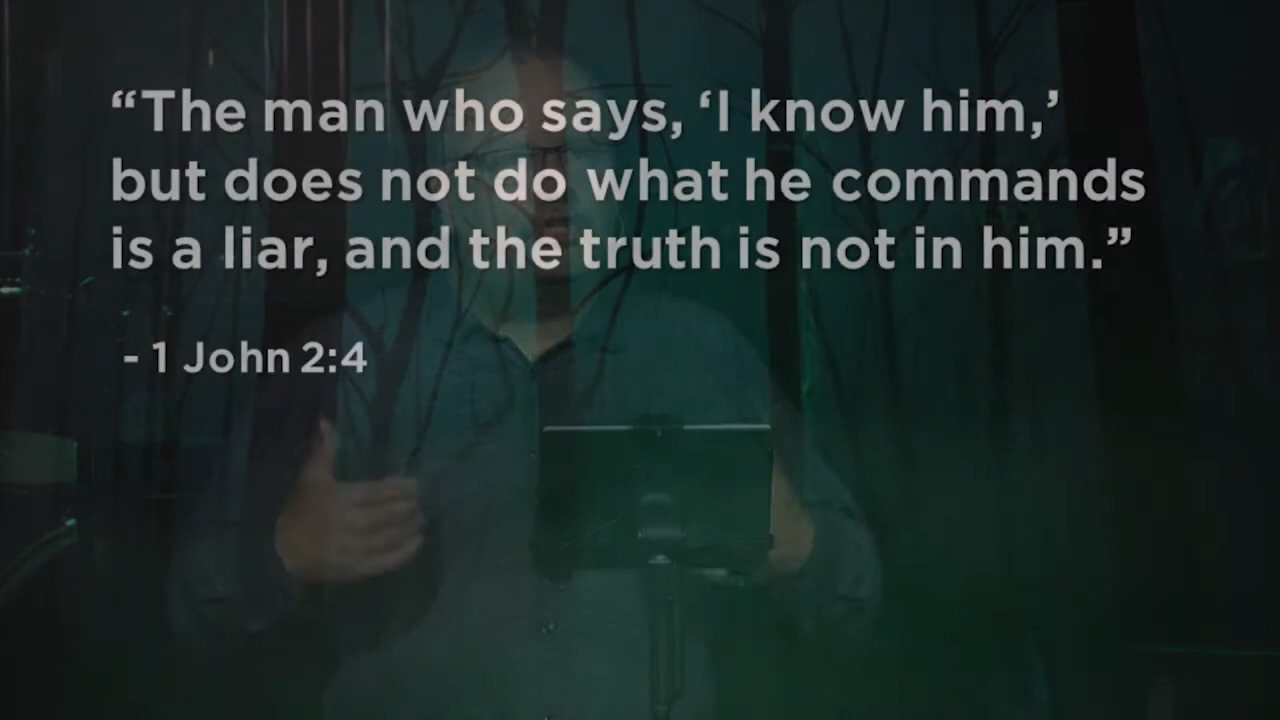 “The man who says, ‘I know him,’
but does not do what he commands
is a liar, and the truth is not in him.”
- 1 John 2:4